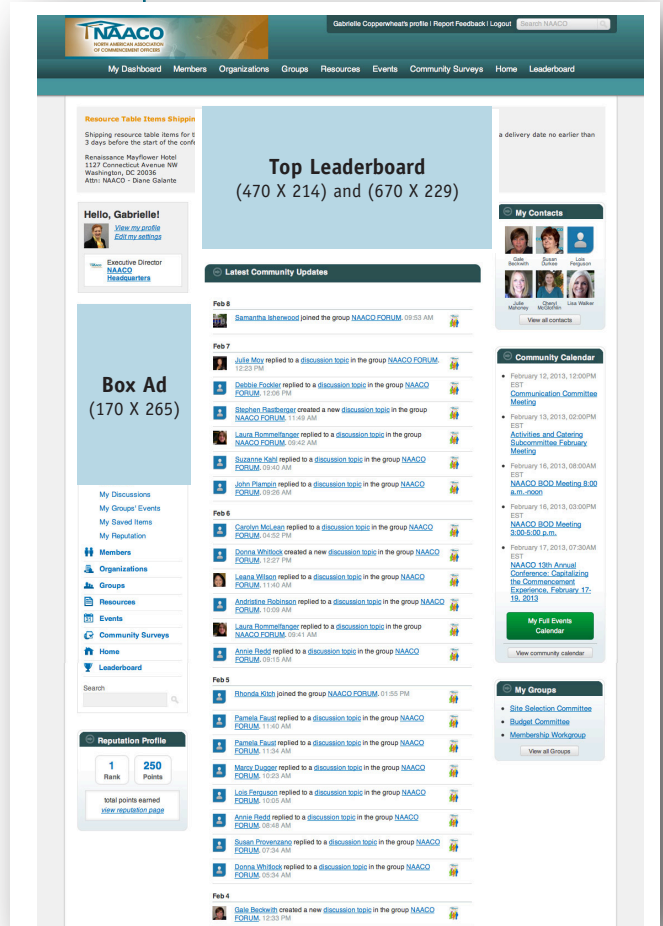 NAACO
NORTH AMERICAN ASSOCIATION
OF COMMENCEMENT OFFICERS
Gabrielle Copperwheat's profile I Report Feedback I Logout
Search NAACO
My Dashboard Members Organizations Groups Resources Events Community Surveys Home Leaderboard
Resource Table Items Shippin
Shipping resource table items for t
a delivery date no earlier than
3 days before the start of the confe
Renaissance Mayflower Hotel
1127 Connecticut Avenue NW
Washington, DC 20036
Attn: NAACO - Diane Galante
Top Leaderboard
(470 X 214) and (670 X 229)
Hello, Gabrielle!
View my profile
Edit my settings
Executive Director
NAACO
Headquarters
Box Ad
(170 X 265)
My Discussions
My Groups' Events
My Saved Items
My Reputation
Members
Organizations
Groups
Resources
Events
Community Surveys
Home
Leaderboard
Search
Reputation Profile
1
Rank
250
Points
total points earned
view reputation page
Latest Community Updates
Feb 8
Samantha Isherwood joined the group NAACO FORUM. 09:53 AM
Feb 7
Julie Moy replied to a discussion topic in the group NAACO FORUM.
12:23 PM
Debbie Fockler replied to a discussion topic in the group NAACO
FORUM. 12:06 PM
Stephen Rastberger created a new discussion topic in the group
NAACO FORUM. 11:49 AM
Laura Rommelfanger replied to a discussion topic in the group
NAACO FORUM. 09:42 AM
Suzanne Kahl replied to a discussion topic in the group NAACO
FORUM. 09:40 AM
John Plampin replied to a discussion topic in the group NAACO
FORUM. 09:26 AM
Feb 6
Carolyn McLean replied to a discussion topic in the group NAACO
FORUM. 04:52 PM
Donna Whitlock created a new discussion topic in the group NAACO
FORUM. 12:27 PM
Leana Wilson replied to a discussion topic in the group NAACO
FORUM. 11:40 AM
Andristine Robinson replied to a discussion topic in the group NAACO
FORUM. 10:09 AM
Laura Rommelfanger replied to a discussion topic in the group
NAACO FORUM. 09:41 AM
Annie Redd replied to a discussion topic in the group NAACO
FORUM. 09:15 AM
Feb 5
Rhonda Kitch joined the group NAACO FORUM. 01:55 PM
Pamela Faust replied to a discussion topic in the group NAACO
FORUM. 11:40 AM
Pamela Faust replied to a discussion topic in the group NAACO
FORUM. 11:34 AM
Marcy Dugger replied to a discussion topic in the group NAACO
FORUM. 10:23 AM
Lois Ferguson replied to a discussion topic in the group NAACO
FORUM. 10:05 AM
Annie Redd replied to a discussion topic in the group NAACO
FORUM. 08:48 AM
Susan Provenzano replied to a discussion topic in the group NAACO
FORUM. 07:34 AM
Donna Whitlock replied to a discussion topic in the group NAACO
FORUM. 05:34 AM
Feb 4
Gale Beckwith created a new discussion topic in the group NAACO
FORUM. 12:33 PM
My Contacts
Gale Susan Lois
Beckwith Durkee Ferguson
Julie Cheryl Lisa Walker
Mahoney McGlothin
View all contacts
Community Calendar
February 12, 2013, 12:00PM
EST
Communication Committee
Meeting
February 13, 2013, 02:00PM
EST
Activities and Catering
Subcommittee February
Meeting
February 16, 2013, 08:00AM
EST
NAACO BOD Meeting 8:00
a.m.-noon
February 16, 2013, 03:00PM
EST
NAACO BOD Meeting
3:00-5:00 p.m.
February 17, 2013, 07:30AM
EST
NAACO 13th Annual
Conference: Capitalizing
the Commencement
Experience, February 17-
19, 2013
My Full Events
Calendar
View community calendar
My Groups
Site Selection Committee
Budget Committee
Membership Workgroup
View all Groups